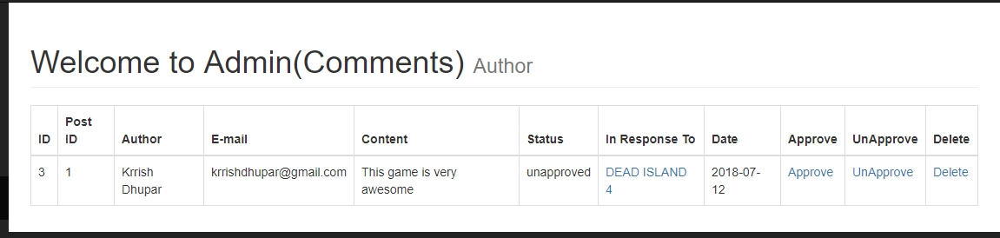 Welcome to Admin(Comments) Author
ID Post ID Author E-mail Content Status In Response To Date Approve UnApprove Delete
3 1 Krrish Dhupar krrishdhupar@gmail.com This game is very awesome unapproved DEAD ISLAND 4 2018-07-12 Approve UnApprove Delete